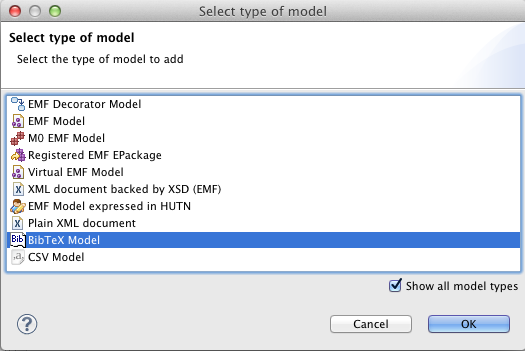 Select type of model
Select type of model
Select the type of model to add
EMF Decorator Model
EMF Model
M0 EMF Model
Registered EMF EPackage
Virtual EMF Model
X XML document backed by XSD (EMF)
EMF Model expressed in HUTN
X Plain XML document
Bib BibTeX Model
,a, CSV Model
Show all model types
? Cancel OK